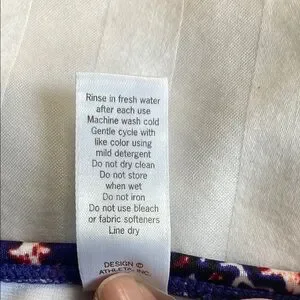 Rinse in fresh water
after each use
Machine wash cold
Gentle cycle with
like color using
mild detergent
Do not dry clean
Do not store
when wet
Do not iron
Do not use bleach
or fabric softeners
Line dry
DESIGN ©
ATHLETA, INC.